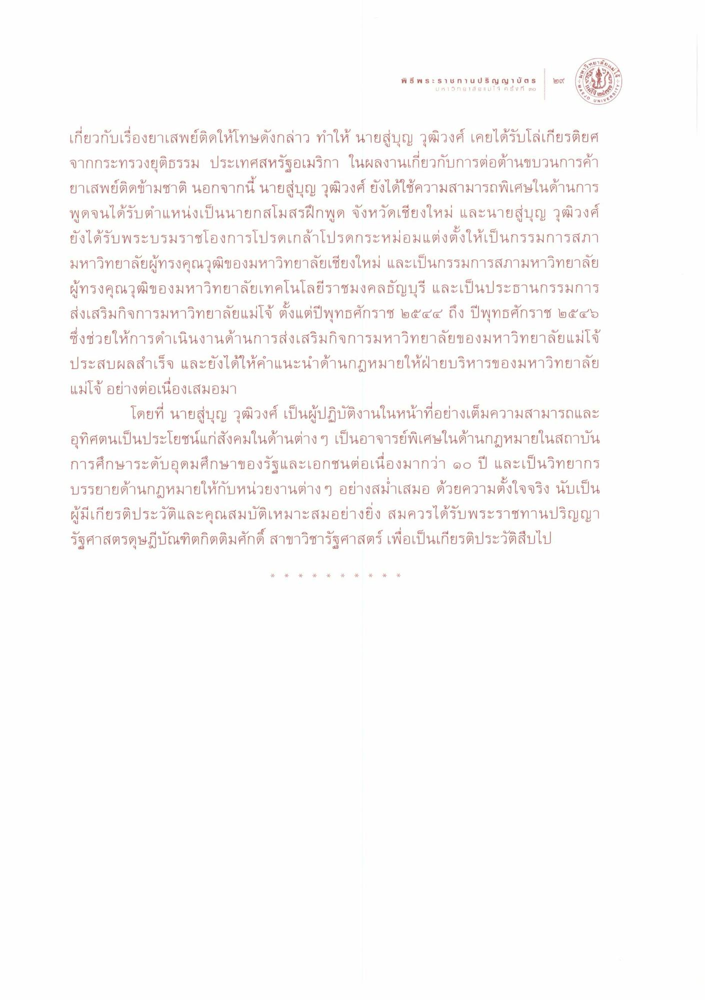 พิธีพระราชทานปริญญาบัตร
มหาวิทยาลัยแม่โจ้ ครั้งที่ ๓๐
๒๙
มหาวิทยาลัยแม่โจ้
แม่โจ้ ๒๔๗๗
MAEJO UNIVERSITY
เกี่ยวกับเรื่องยาเสพย์ติดให้โทษดังกล่าว ทำให้ นายสู่บุญ วุฒิวงศ์ เคยได้รับโล่เกียรติยศ
จากกระทรวงยุติธรรม ประเทศสหรัฐอเมริกา ในผลงานเกี่ยวกับการต่อต้านขบวนการค้า
ยาเสพย์ติดข้ามชาติ นอกจากนี้ นายสู่บุญ วุฒิวงศ์ ยังได้ใช้ความสามารถพิเศษในด้านการ
พูดจนได้รับตำแหน่งเป็นนายกสโมสรฝึกพูด จังหวัดเชียงใหม่ และนายสู่บุญ วุฒิวงศ์
ยังได้รับพระบรมราชโองการโปรดเกล้าโปรดกระหม่อมแต่งตั้งให้เป็นกรรมการสภา
มหาวิทยาลัยผู้ทรงคุณวุฒิของมหาวิทยาลัยเชียงใหม่ และเป็นกรรมการสภามหาวิทยาลัย
ผู้ทรงคุณวุฒิของมหาวิทยาลัยเทคโนโลยีราชมงคลธัญบุรี และเป็นประธานกรรมการ
ส่งเสริมกิจการมหาวิทยาลัยแม่โจ้ ตั้งแต่ปีพุทธศักราช ๒๕๔๔ ถึง ปีพุทธศักราช ๒๕๔๖
ซึ่งช่วยให้การดำเนินงานด้านการส่งเสริมกิจการมหาวิทยาลัยของมหาวิทยาลัยแม่โจ้
ประสบผลสำเร็จ และยังได้ให้คำแนะนำด้านกฎหมายให้ฝ่ายบริหารของมหาวิทยาลัย
แม่โจ้ อย่างต่อเนื่องเสมอมา
โดยที่ นายสู่บุญ วุฒิวงศ์ เป็นผู้ปฏิบัติงานในหน้าที่อย่างเต็มความสามารถและ
อุทิศตนเป็นประโยชน์แก่สังคมในด้านต่างๆ เป็นอาจารย์พิเศษในด้านกฎหมายในสถาบัน
การศึกษาระดับอุดมศึกษาของรัฐและเอกชนต่อเนื่องมากว่า ๑๐ ปี และเป็นวิทยากร
บรรยายด้านกฎหมายให้กับหน่วยงานต่างๆ อย่างสม่ำเสมอ ด้วยความตั้งใจจริง นับเป็น
ผู้มีเกียรติประวัติและคุณสมบัติเหมาะสมอย่างยิ่ง สมควรได้รับพระราชทานปริญญา
รัฐศาสตรดุษฎีบัณฑิตกิตติมศักดิ์ สาขาวิชารัฐศาสตร์ เพื่อเป็นเกียรติประวัติสืบไป
* * * * * * * * * *